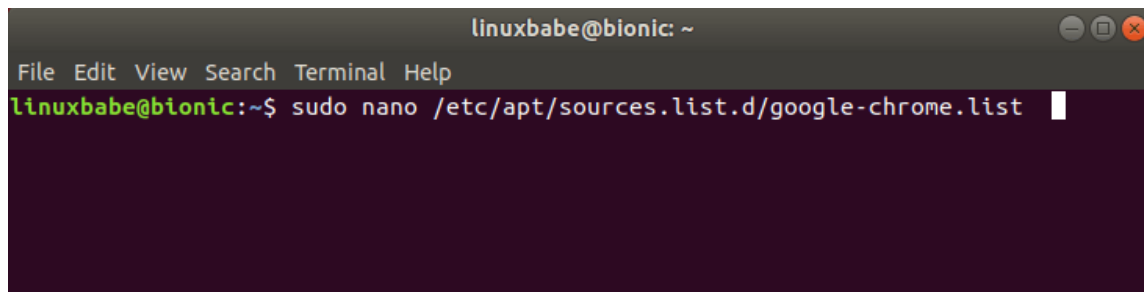 linuxbabe@bionic: ~
File Edit View Search Terminal Help
linuxbabe@bionic:~$ sudo nano /etc/apt/sources.list.d/google-chrome.list